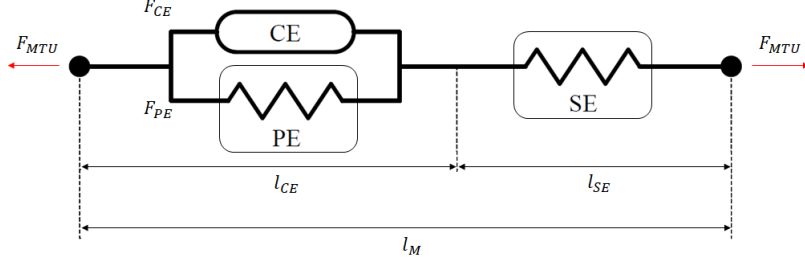 F_CE
F_MTU CE F_MTU
F_PE PE SE
l_CE l_SE
l_M